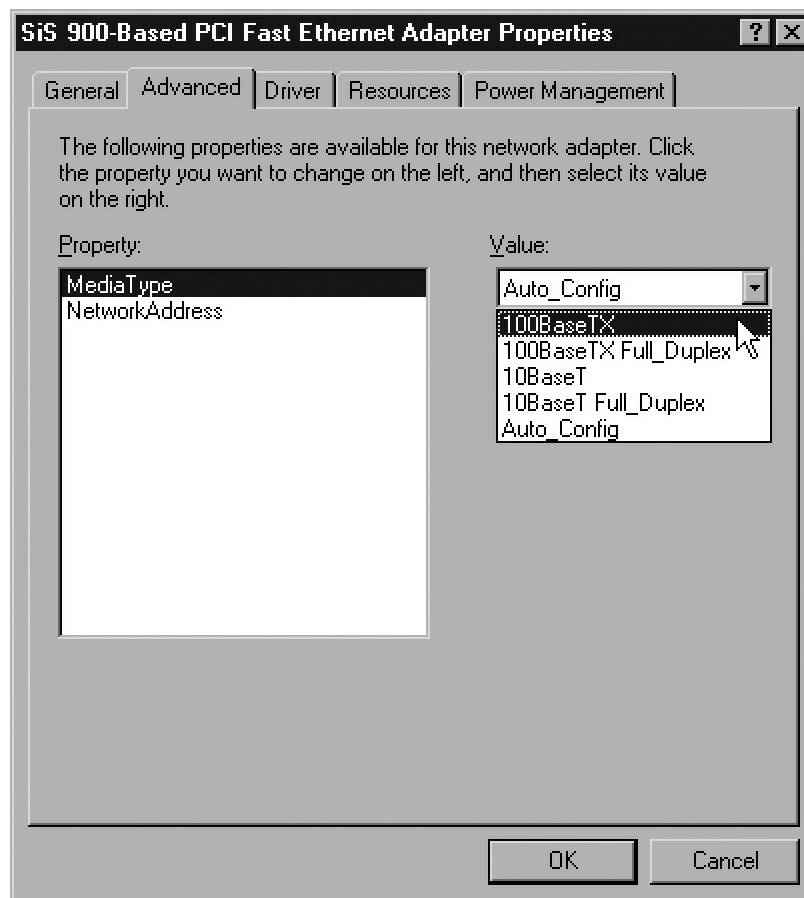 SiS 900-Based PCI Fast Ethernet Adapter Properties
General Advanced Driver Resources Power Management
The following properties are available for this network adapter. Click
the property you want to change on the left, and then select its value
on the right.
Property:
MediaType
NetworkAddress
Value:
Auto_Config
100BaseTX
100BaseTX Full_Duplex
10BaseT
10BaseT Full_Duplex
Auto_Config
OK Cancel